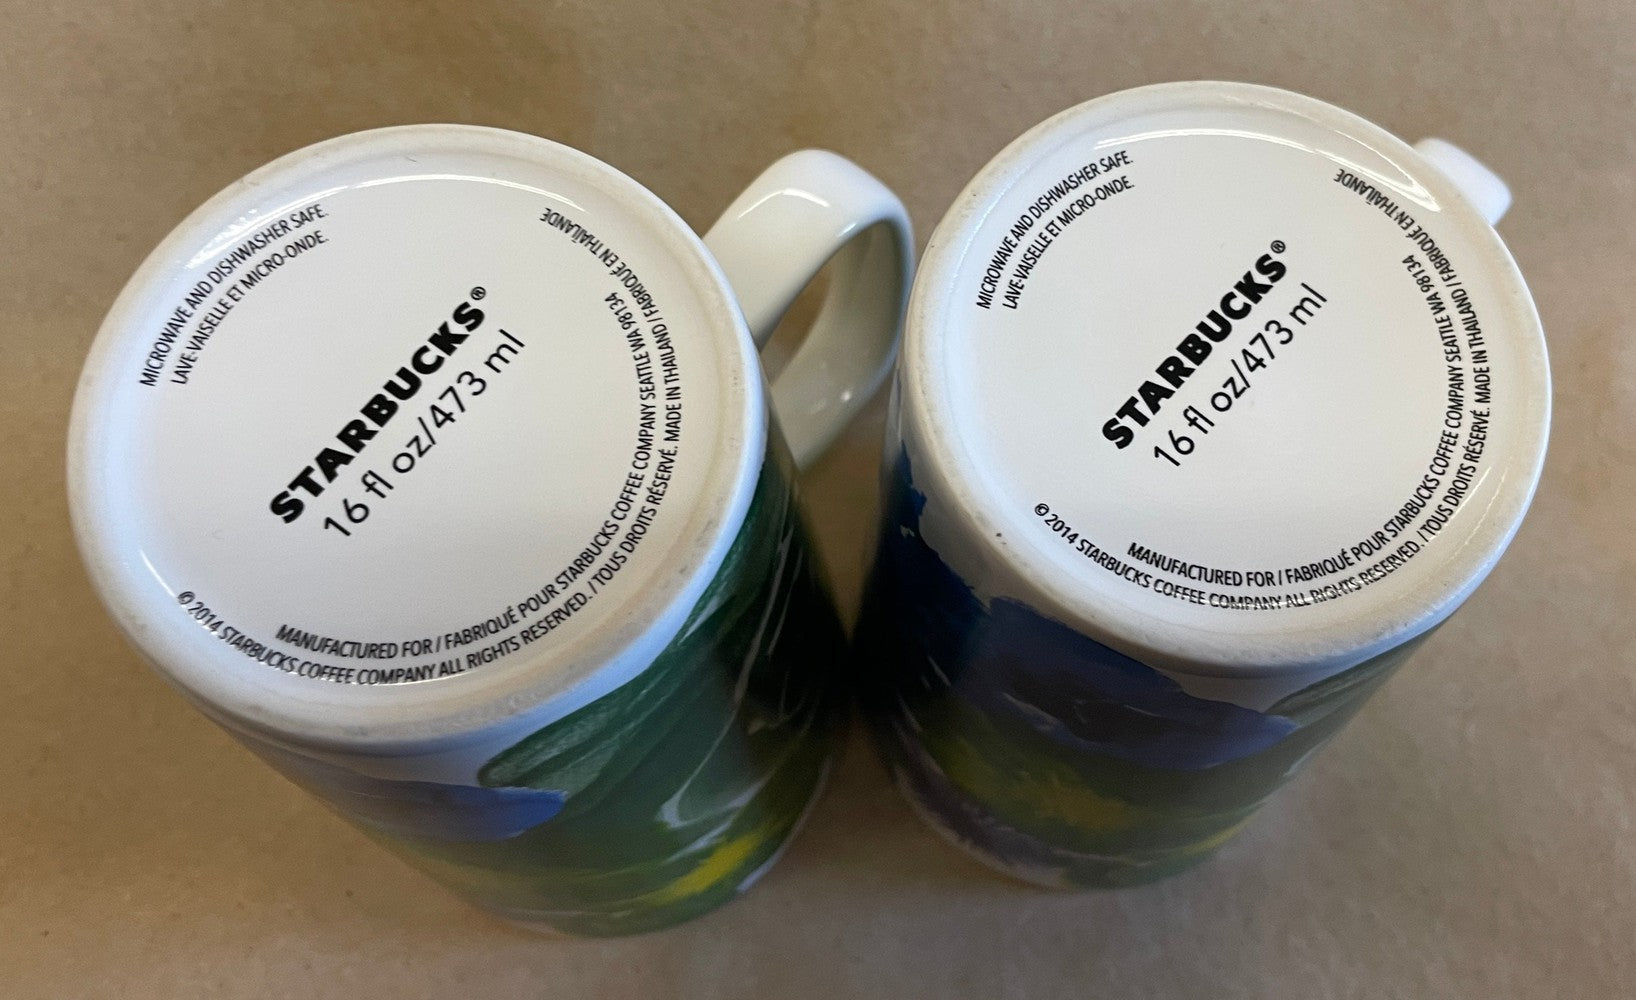 MICROWAVE AND DISHWASHER SAFE.
LAVE-VAISELLE ET MICRO-ONDE.
STARBUCKS®
16 fl oz/473 ml
MANUFACTURED FOR / FABRIQUÉ POUR STARBUCKS COFFEE COMPANY SEATTLE WA 98134
©2014 STARBUCKS COFFEE COMPANY ALL RIGHTS RESERVED. / TOUS DROITS RÉSERVÉ. MADE IN THAILAND / FABRIQUÉ EN THAÏLANDE
MICROWAVE AND DISHWASHER SAFE.
LAVE-VAISELLE ET MICRO-ONDE.
STARBUCKS®
16 fl oz/473 ml
MANUFACTURED FOR / FABRIQUÉ POUR STARBUCKS COFFEE COMPANY SEATTLE WA 98134
©2014 STARBUCKS COFFEE COMPANY ALL RIGHTS RESERVED. / TOUS DROITS RÉSERVÉ. MADE IN THAILAND / FABRIQUÉ EN THAÏLANDE